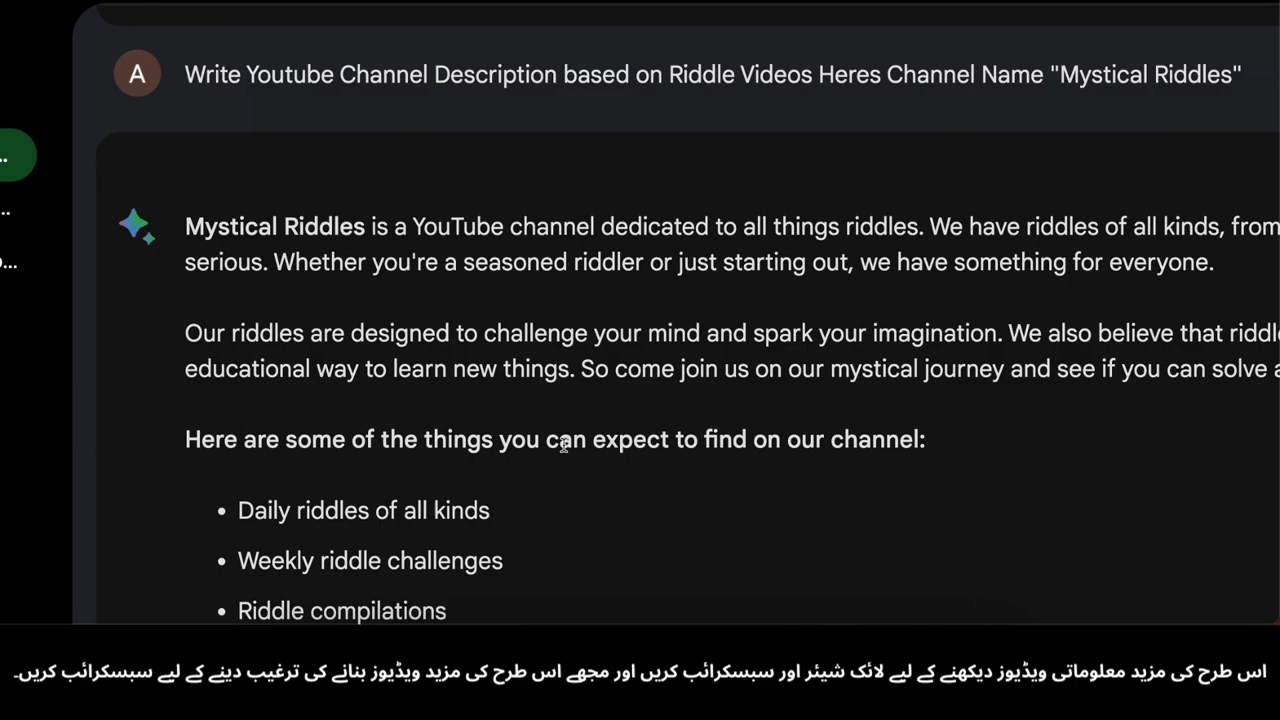 A
Write Youtube Channel Description based on Riddle Videos Heres Channel Name "Mystical Riddles"
Mystical Riddles is a YouTube channel dedicated to all things riddles. We have riddles of all kinds, from
serious. Whether you're a seasoned riddler or just starting out, we have something for everyone.
Our riddles are designed to challenge your mind and spark your imagination. We also believe that
educational way to learn new things. So come join us on our mystical journey and see if you can solve
Here are some of the things you can expect to find on our channel:
• Daily riddles of all kinds
• Weekly riddle challenges
• Riddle compilations
اس طرح کی مزید معلوماتی ویڈیوز دیکھنے کے لیے لائک شیئر اور سبسکرائب کریں اور مجھے اس طرح کی مزید ویڈیوز بنانے کی ترغیب دینے کے لیے سبسکرائب کریں۔